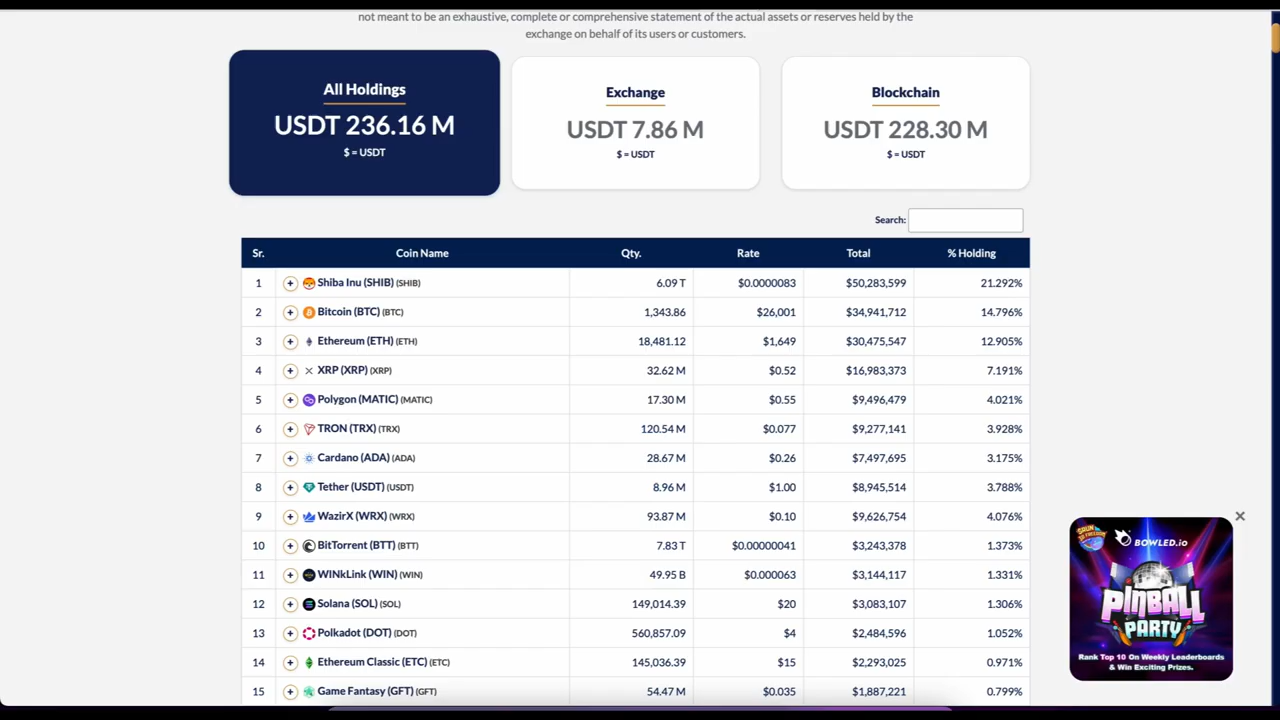 not meant to be an exhaustive, complete or comprehensive statement of the actual assets or reserves held by the
exchange on behalf of its users or customers.
All Holdings
USDT 236.16 M
$ = USDT
Exchange
USDT 7.86 M
$ = USDT
Blockchain
USDT 228.30 M
$ = USDT
Search:
Sr. Coin Name Qty. Rate Total % Holding
1 Shiba Inu (SHIB) (SHIB) 6.09 T $0.0000083 $50,283,599 21.292%
2 Bitcoin (BTC) (BTC) 1,343.86 $26,001 $34,941,712 14.796%
3 Ethereum (ETH) (ETH) 18,481.12 $1,649 $30,475,547 12.905%
4 XRP (XRP) (XRP) 32.62 M $0.52 $16,983,373 7.191%
5 Polygon (MATIC) (MATIC) 17.30 M $0.55 $9,496,479 4.021%
6 TRON (TRX) (TRX) 120.54 M $0.077 $9,277,141 3.928%
7 Cardano (ADA) (ADA) 28.67 M $0.26 $7,497,695 3.175%
8 Tether (USDT) (USDT) 8.96 M $1.00 $8,945,514 3.788%
9 WazirX (WRX) (WRX) 93.87 M $0.10 $9,626,754 4.076%
10 BitTorrent (BTT) (BTT) 7.83 T $0.00000041 $3,243,378 1.373%
11 WINkLink (WIN) (WIN) 49.95 B $0.000063 $3,144,117 1.331%
12 Solana (SOL) (SOL) 149,014.39 $20 $3,083,107 1.306%
13 Polkadot (DOT) (DOT) 560,857.09 $4 $2,484,596 1.052%
14 Ethereum Classic (ETC) (ETC) 145,036.39 $15 $2,293,025 0.971%
15 Game Fantasy (GFT) (GFT) 54.47 M $0.035 $1,887,221 0.799%
BOWLED.io
PINBALL
PARTY
Rank Top 10 On Weekly Leaderboards
& Win Exciting Prizes.